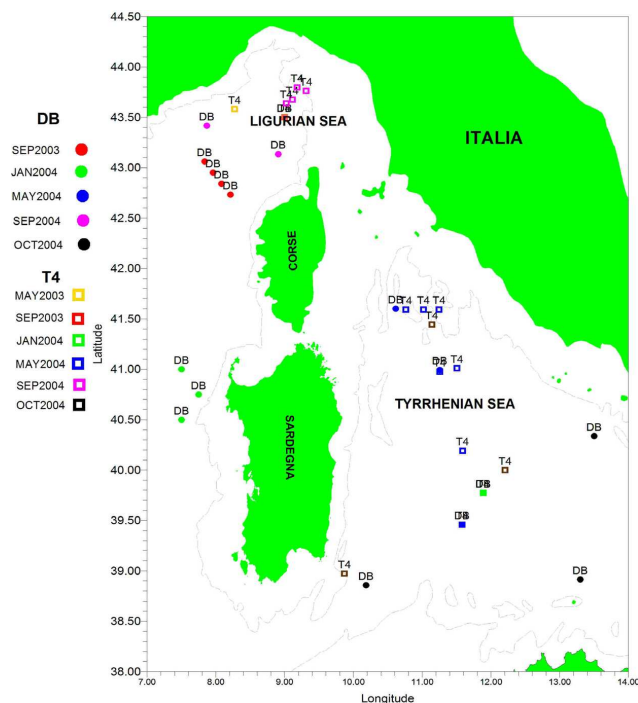 44.50
44.00
T4
T4
T4
T4
T4
DB
DB
43.50
LIGURIAN SEA
ITALIA
DB
SEP2003
DB
DB
DB
DB
DB
43.00
JAN2004
MAY2004
42.50
SEP2004
OCT2004
CORSE
42.00
T4
MAY2003
DB
T4
T4
T4
41.50
T4
SEP2003
Latitude
JAN2004
DB
DB
T4
T4
41.00
MAY2004
DB
SEP2004
TYRRHENIAN SEA
OCT2004
DB
40.50
SARDEGNA
DB
T4
T4
40.00
DB
T4
39.50
DB
T4
T4
DB
DB
39.00
38.50
38.00
7.00
8.00
9.00
10.00
11.00
12.00
13.00
14.00
Longitude